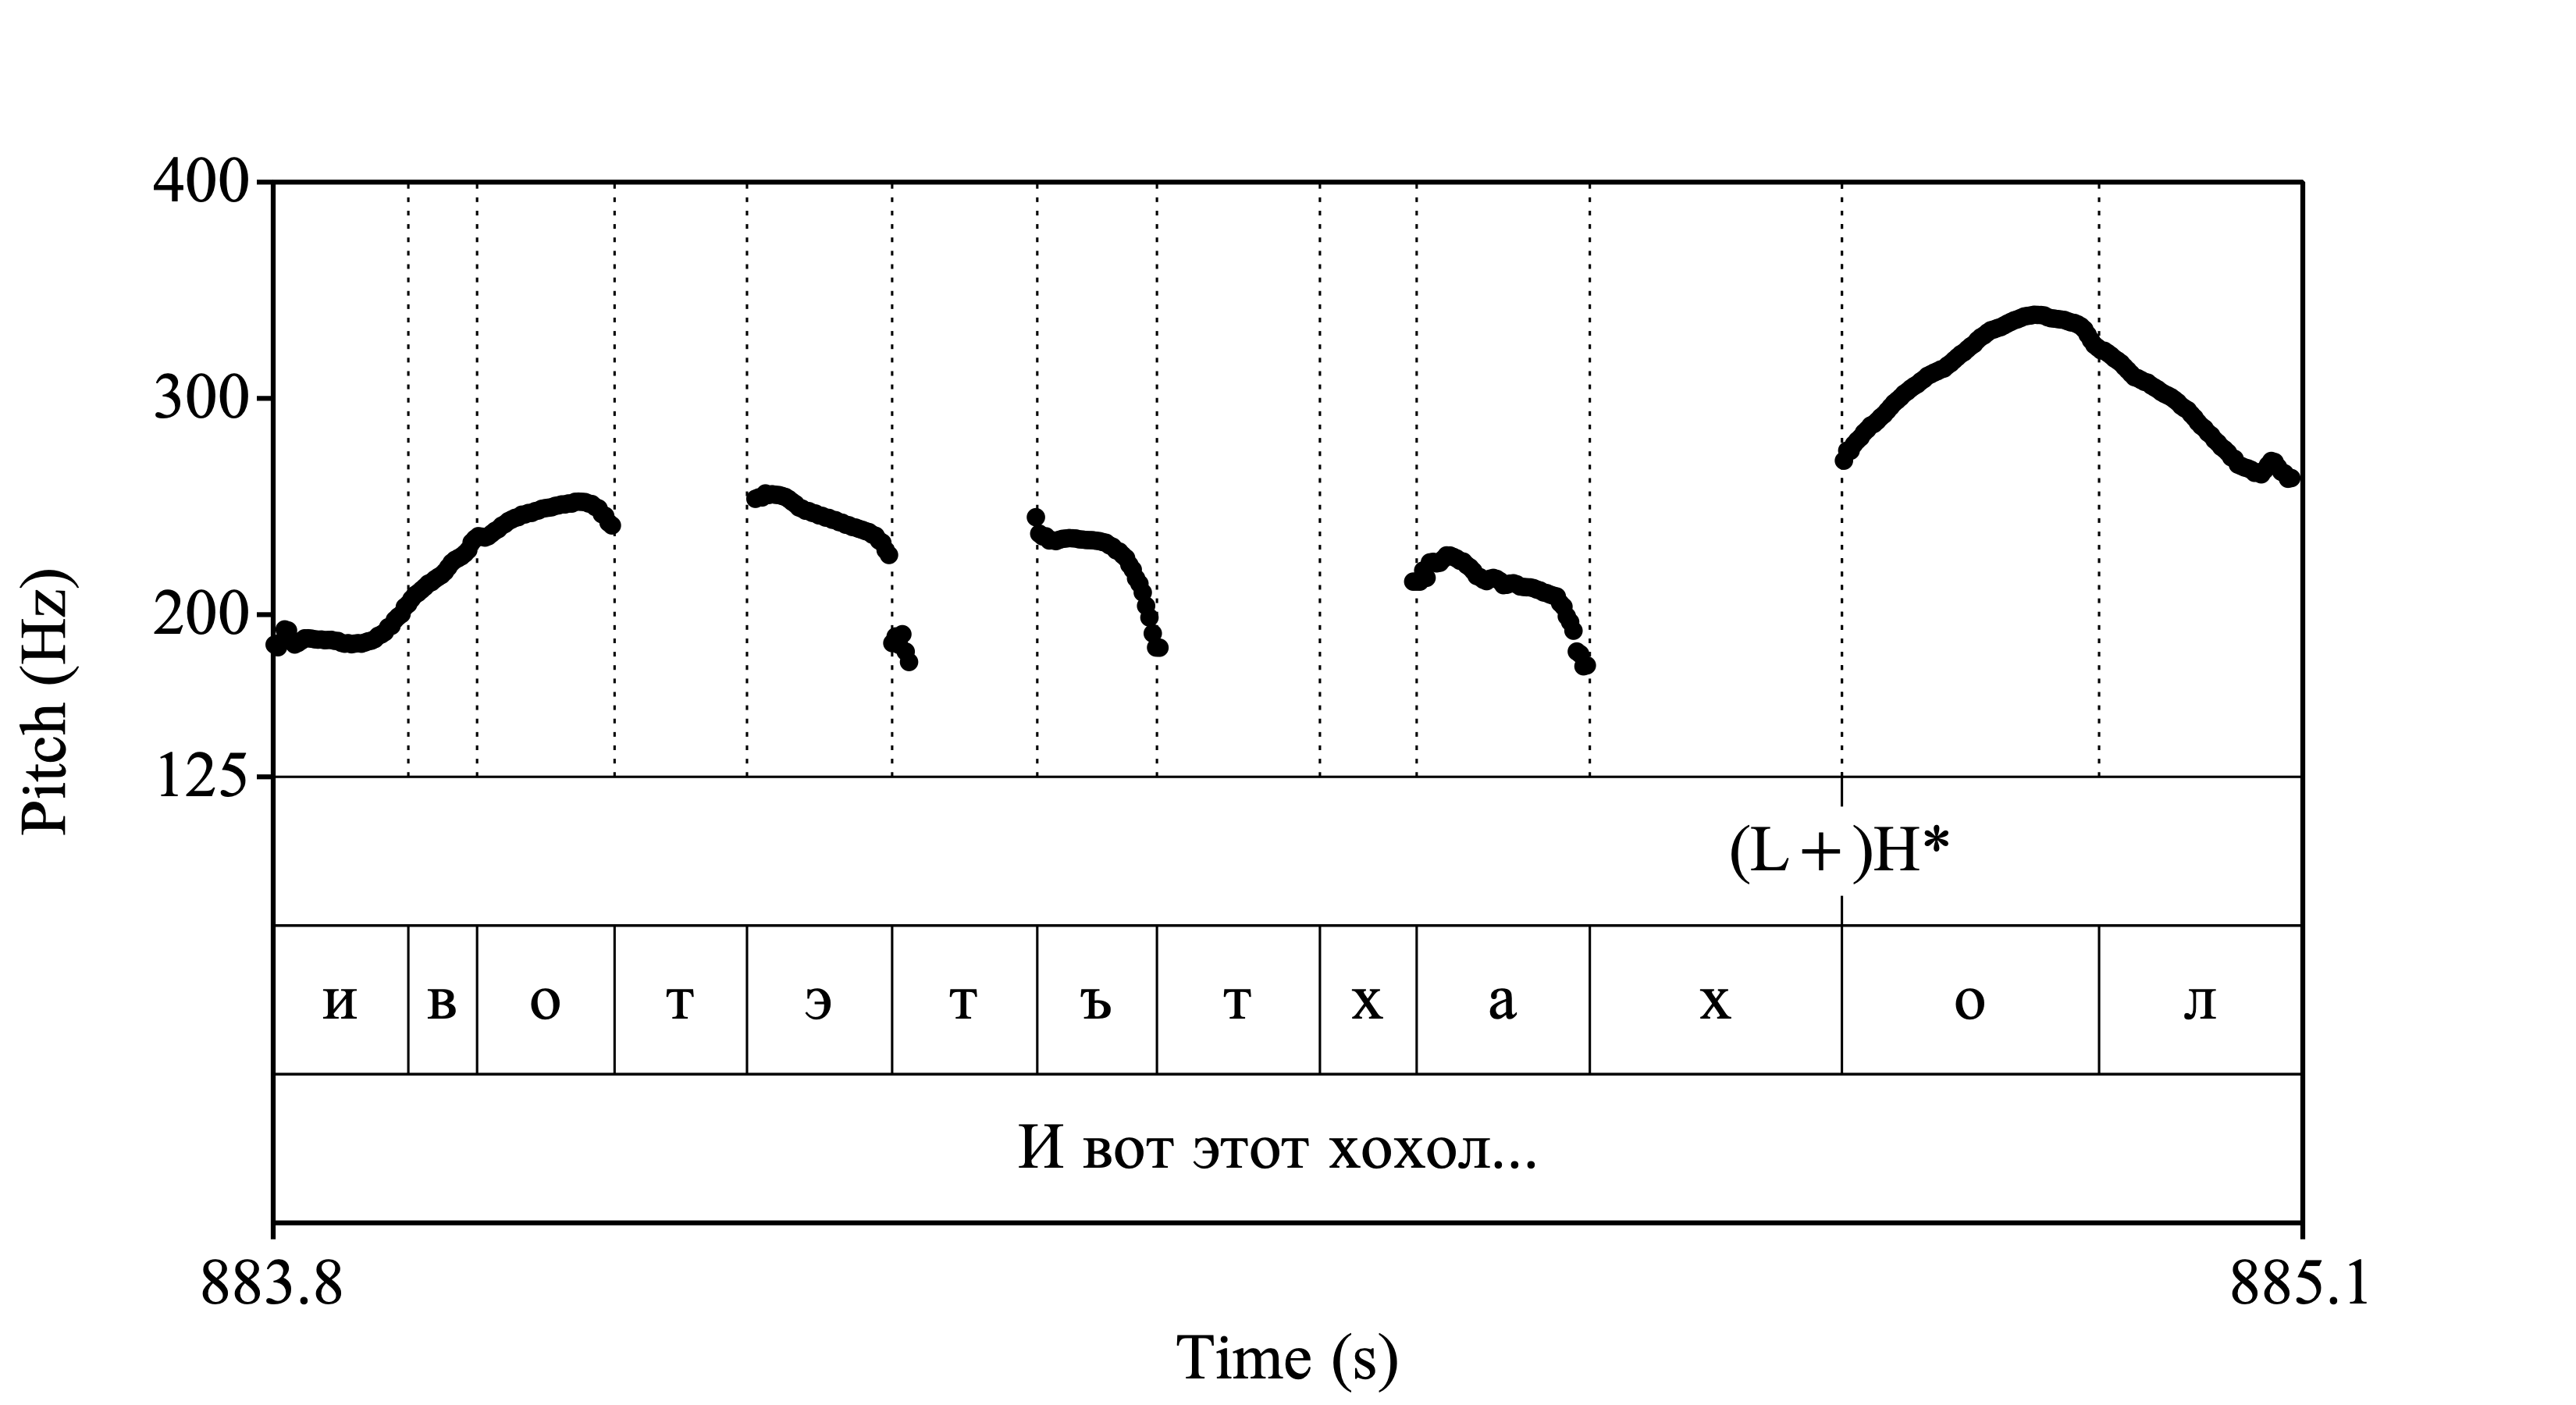 400
300
200
125
Pitch (Hz)
(L+)H*
и в о т э т ъ т х а х о л
И вот этот хохол...
883.8 885.1
Time (s)